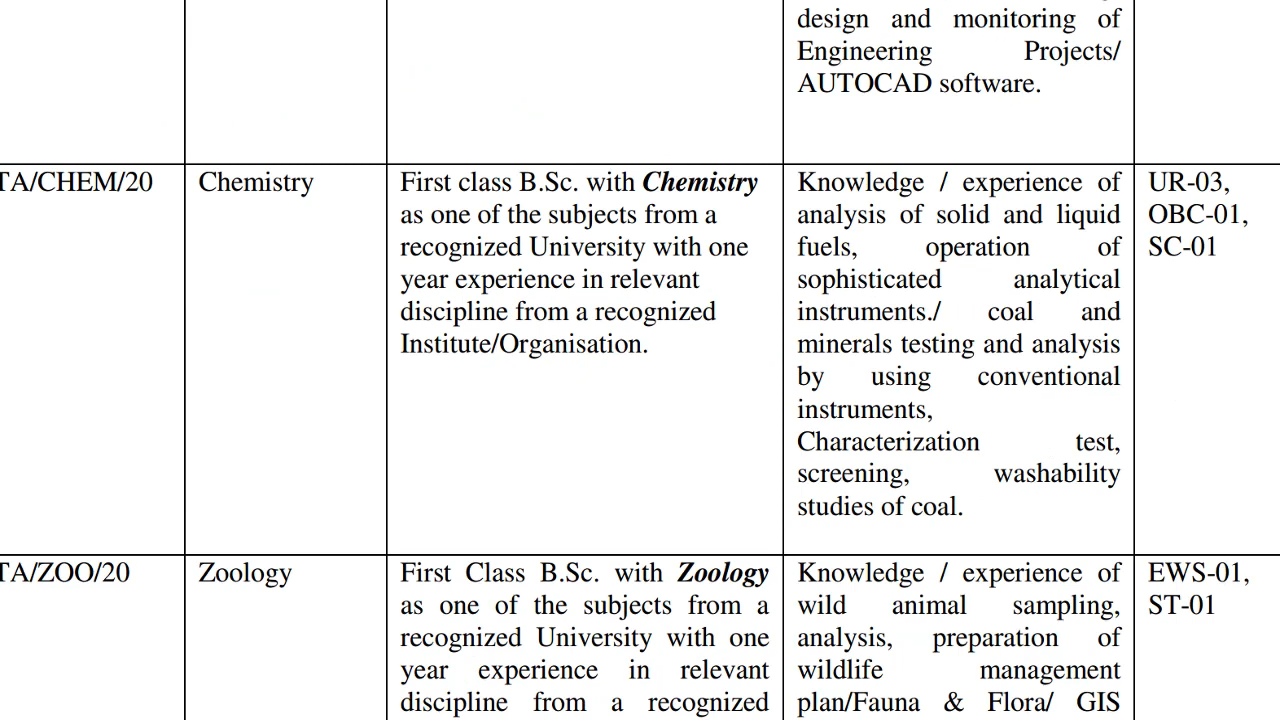 design and monitoring of
Engineering Projects/
AUTOCAD software.
TA/CHEM/20
Chemistry
First class B.Sc. with Chemistry
as one of the subjects from a
recognized University with one
year experience in relevant
discipline from a recognized
Institute/Organisation.
Knowledge / experience of
analysis of solid and liquid
fuels, operation of
sophisticated analytical
instruments./ coal and
minerals testing and analysis
by using conventional
instruments,
Characterization test,
screening, washability
studies of coal.
UR-03,
OBC-01,
SC-01
TA/ZOO/20
Zoology
First Class B.Sc. with Zoology
as one of the subjects from a
recognized University with one
year experience in relevant
discipline from a recognized
Knowledge / experience of
wild animal sampling,
analysis, preparation of
wildlife management
plan/Fauna & Flora/ GIS
EWS-01,
ST-01